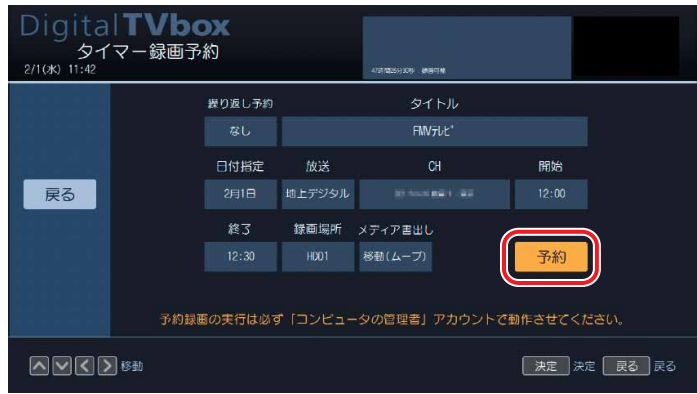 DigitalTVbox
タイマー録画予約
2/1(水) 11:42
繰り返し予約 タイトル
なし FMVテレビ
日付指定 放送 CH 開始
戻る 2月1日 地上デジタル 12:00
終了 録画場所 メディア書出し
12:30 HDD1 移動(ムーブ) 予約
予約録画の実行は必ず「コンピュータの管理者」アカウントで動作させてください。
移動 決定 決定 戻る 戻る